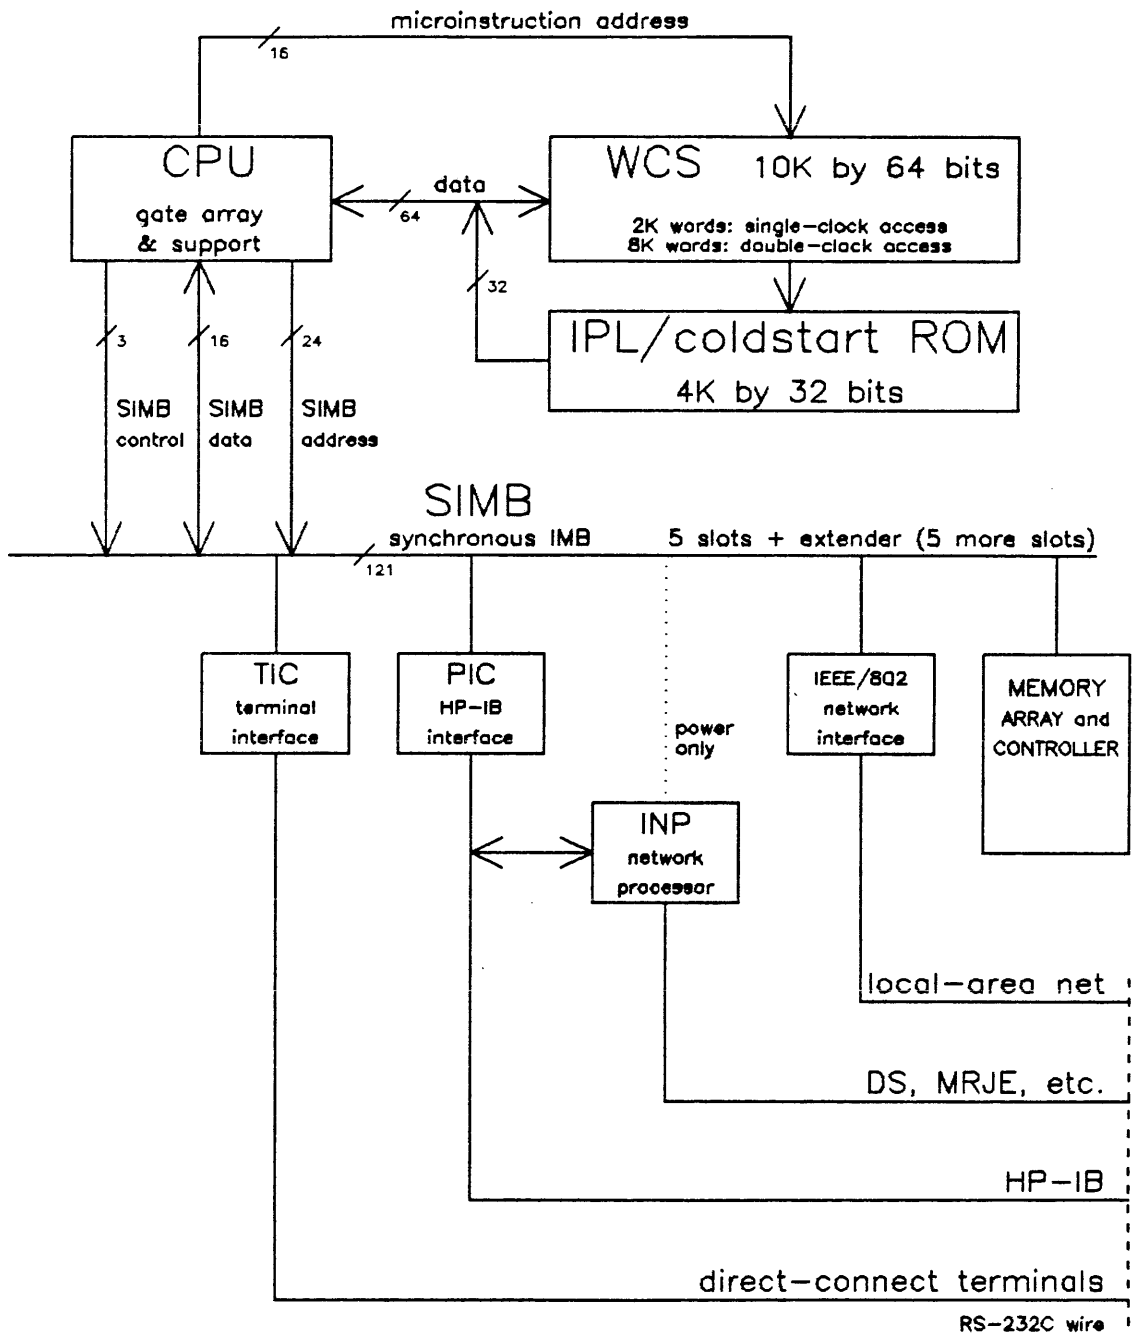 microinstruction address
16
CPU
gate array
& support
data
64
WCS 10K by 64 bits
2K words: single-clock access
8K words: double-clock access
32
IPL/coldstart ROM
4K by 32 bits
3
16
24
SIMB
control
SIMB
data
SIMB
address
SIMB
synchronous IMB
5 slots + extender (5 more slots)
121
TIC
terminal
interface
PIC
HP-IB
interface
power
only
IEEE/802
network
interface
MEMORY
ARRAY and
CONTROLLER
INP
network
processor
local-area net
DS, MRJE, etc.
HP-IB
direct-connect terminals
RS-232C wire